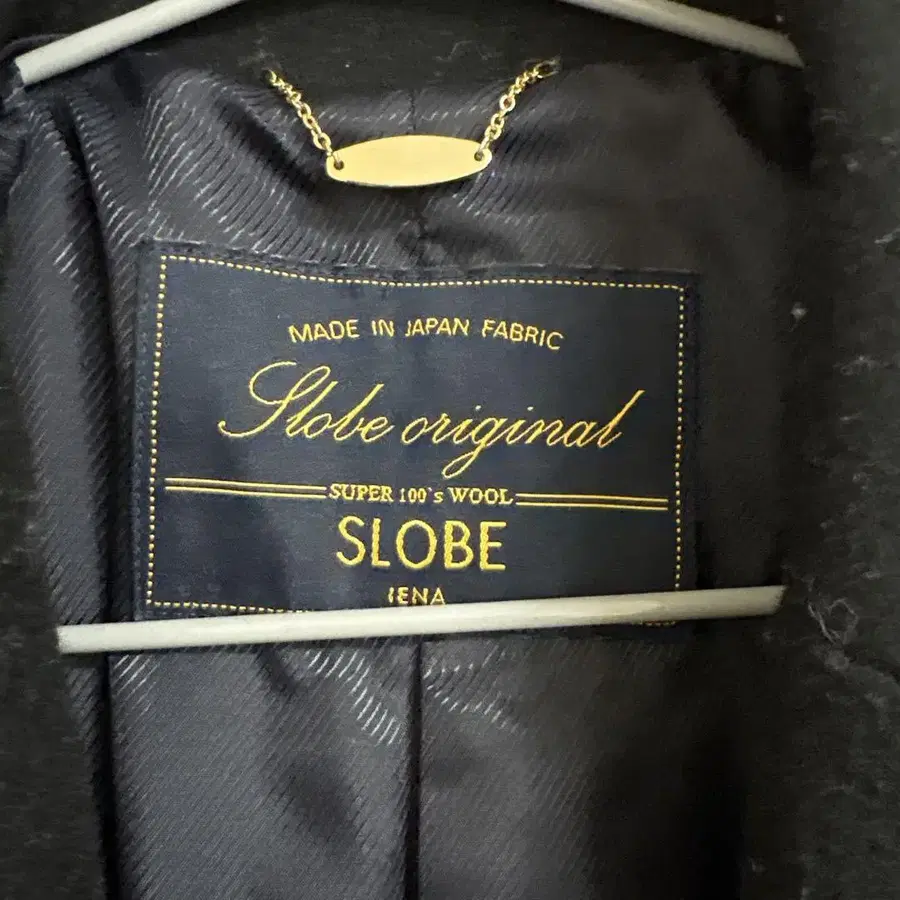 MADE IN JAPAN FABRIC
Slobe original
SUPER 100's WOOL
SLOBE
IENA